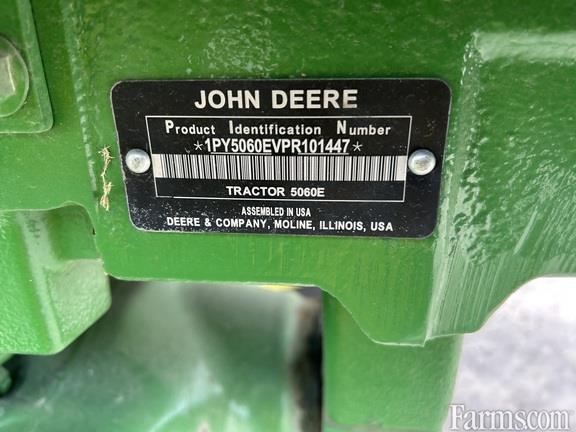 JOHN DEERE
Product Identification Number
*1PY5060EVPR101447*
TRACTOR 5060E
ASSEMBLED IN USA
DEERE & COMPANY, MOLINE, ILLINOIS, USA
Farms.com